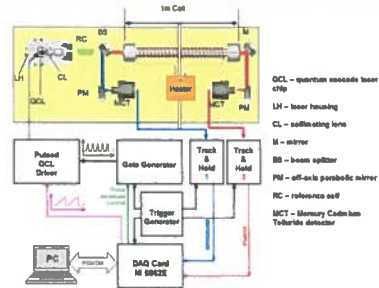 1m Cell
BS
M
RC
LH
CL
QCL
PM
MCT
Heater
MCT
PM
QCL – quantum cascade laser chip
LH – laser housing
CL – collimating lens
M – mirror
BS – beam splitter
PM – off-axis parabolic mirror
RC – reference cell
MCT – Mercury Cadmium Telluride detector
Pulsed QCL Driver
Gate Generator
Track & Hold 1
Track & Hold 2
Trigger Generator
PC
DAQ Card